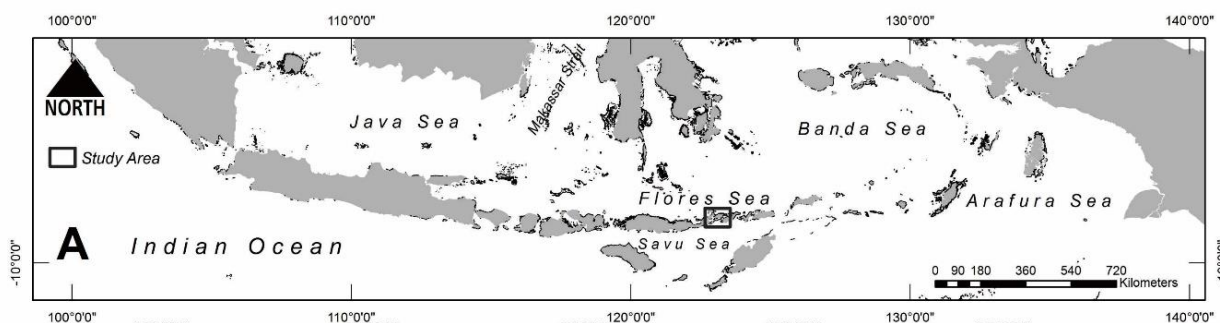 100°0'0" 110°0'0" 120°0'0" 130°0'0" 140°0'0"
NORTH
Study Area
Java Sea
Makassar Strait
Banda Sea
Flores Sea
Arafura Sea
Savu Sea
A
Indian Ocean
-10°0'0"
0 90 180 360 540 720
Kilometers
100°0'0" 110°0'0" 120°0'0" 130°0'0" 140°0'0"